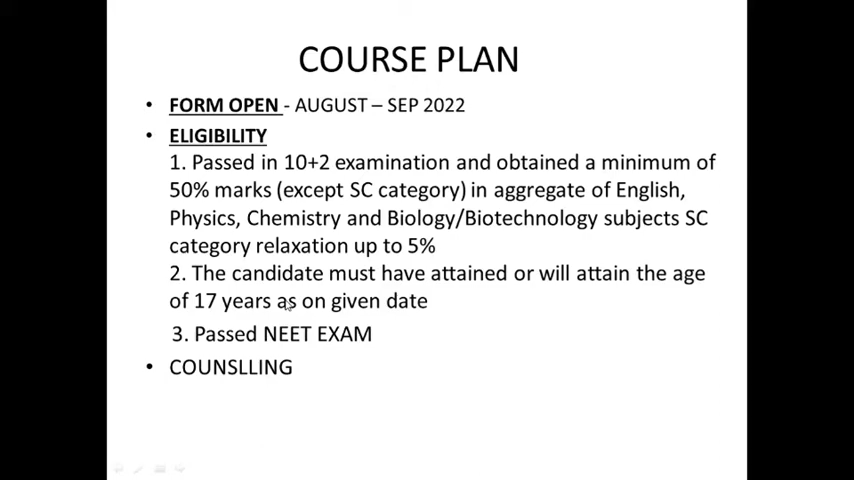 COURSE PLAN
• FORM OPEN - AUGUST – SEP 2022
• ELIGIBILITY
1. Passed in 10+2 examination and obtained a minimum of
50% marks (except SC category) in aggregate of English,
Physics, Chemistry and Biology/Biotechnology subjects SC
category relaxation up to 5%
2. The candidate must have attained or will attain the age
of 17 years as on given date
3. Passed NEET EXAM
• COUNSLLING